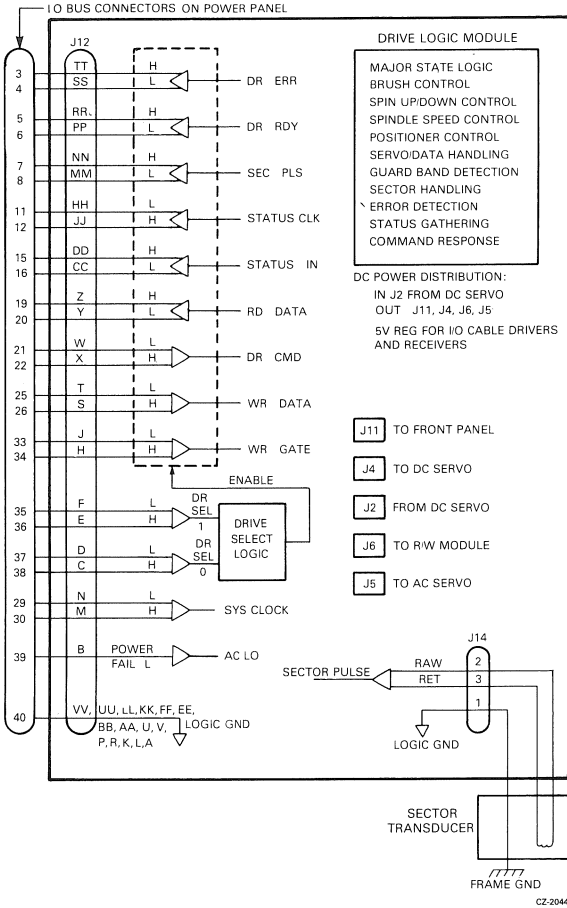 I O BUS CONNECTORS ON POWER PANEL
J12
3 TT H
4 SS L DR ERR
5 RR H
6 PP L DR RDY
7 NN H
8 MM L SEC PLS
11 HH L
12 JJ H STATUS CLK
15 DD H
16 CC L STATUS IN
19 Z H
20 Y L RD DATA
21 W L
22 X H DR CMD
25 T L
26 S H WR DATA
33 J L
34 H H WR GATE
ENABLE
35 F L DR SEL 1
36 E H
37 D L DR SEL 0
38 C H
DRIVE
SELECT
LOGIC
29 N L
30 M H SYS CLOCK
39 B POWER
FAIL L AC LO
40 VV, UU, LL, KK, FF, EE,
BB, AA, U, V,
P, R, K, L, A
LOGIC GND
DRIVE LOGIC MODULE
MAJOR STATE LOGIC
BRUSH CONTROL
SPIN UP/DOWN CONTROL
SPINDLE SPEED CONTROL
POSITIONER CONTROL
SERVO/DATA HANDLING
GUARD BAND DETECTION
SECTOR HANDLING
ERROR DETECTION
STATUS GATHERING
COMMAND RESPONSE
DC POWER DISTRIBUTION:
IN J2 FROM DC SERVO
OUT J11, J4, J6, J5
5V REG FOR I/O CABLE DRIVERS
AND RECEIVERS
J11 TO FRONT PANEL
J4 TO DC SERVO
J2 FROM DC SERVO
J6 TO R/W MODULE
J5 TO AC SERVO
J14
SECTOR PULSE
RAW 2
RET 3
1
LOGIC GND
SECTOR
TRANSDUCER
FRAME GND
CZ-2044